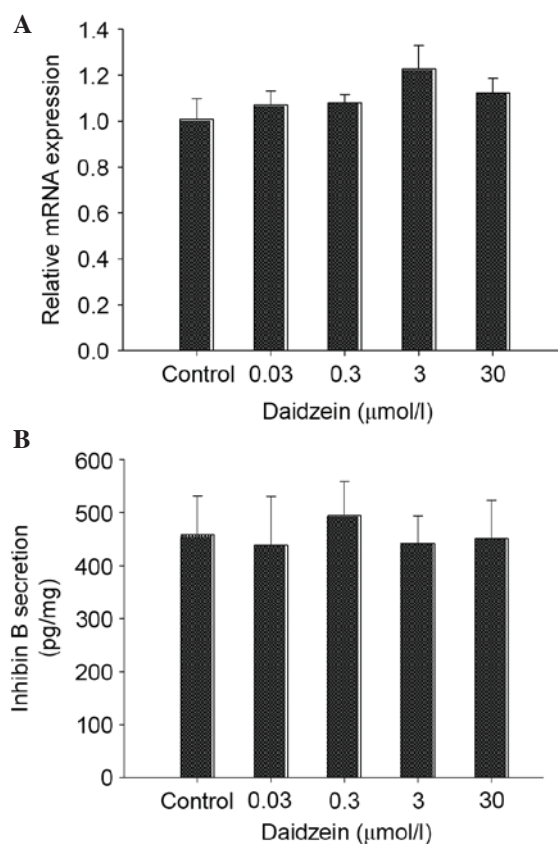 A
1.4
1.2
1.0
0.8
0.6
0.4
0.2
0.0
Relative mRNA expression
Control 0.03 0.3 3 30
Daidzein (μmol/l)
B
600
500
400
300
200
100
0
Inhibin B secretion
(pg/mg)
Control 0.03 0.3 3 30
Daidzein (μmol/l)